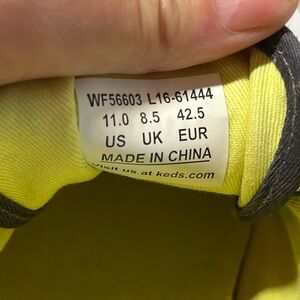 WF56603 L16-61444
11.0 8.5 42.5
US UK EUR
MADE IN CHINA
Visit us at keds.com